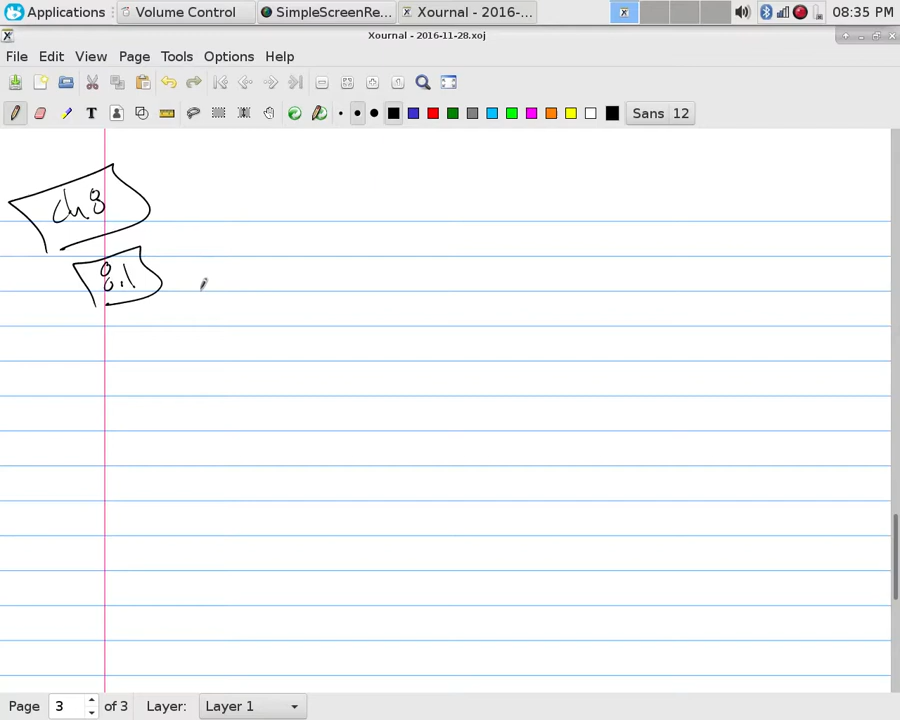 Applications Volume Control SimpleScreenRe... Xournal - 2016-... 08:35 PM
Xournal - 2016-11-28.xoj
File Edit View Page Tools Options Help
Sans 12
ch 8
8.1
Page 3 of 3 Layer: Layer 1